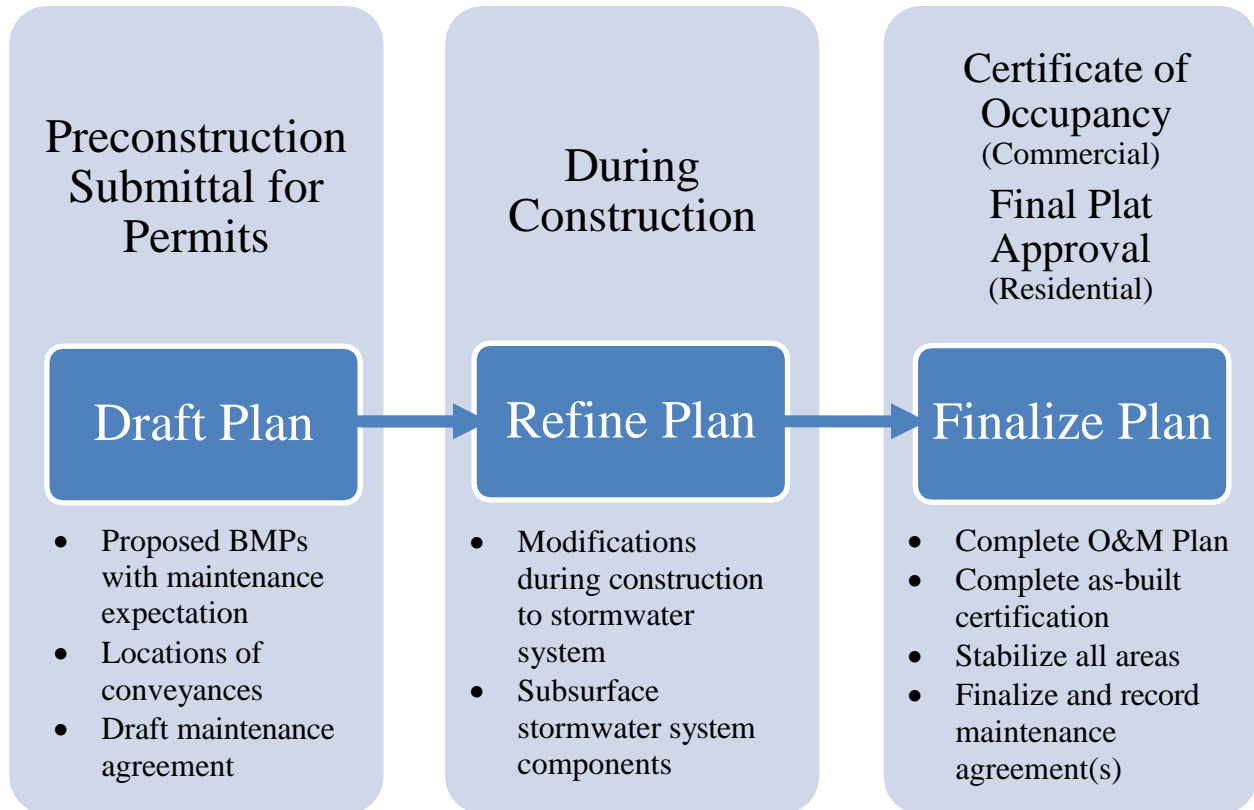 Preconstruction
Submittal for
Permits
Draft Plan
• Proposed BMPs
with maintenance
expectation
• Locations of
conveyances
• Draft maintenance
agreement
During
Construction
Refine Plan
• Modifications
during construction
to stormwater
system
• Subsurface
stormwater system
components
Certificate of
Occupancy
(Commercial)
Final Plat
Approval
(Residential)
Finalize Plan
• Complete O&M Plan
• Complete as-built
certification
• Stabilize all areas
• Finalize and record
maintenance
agreement(s)